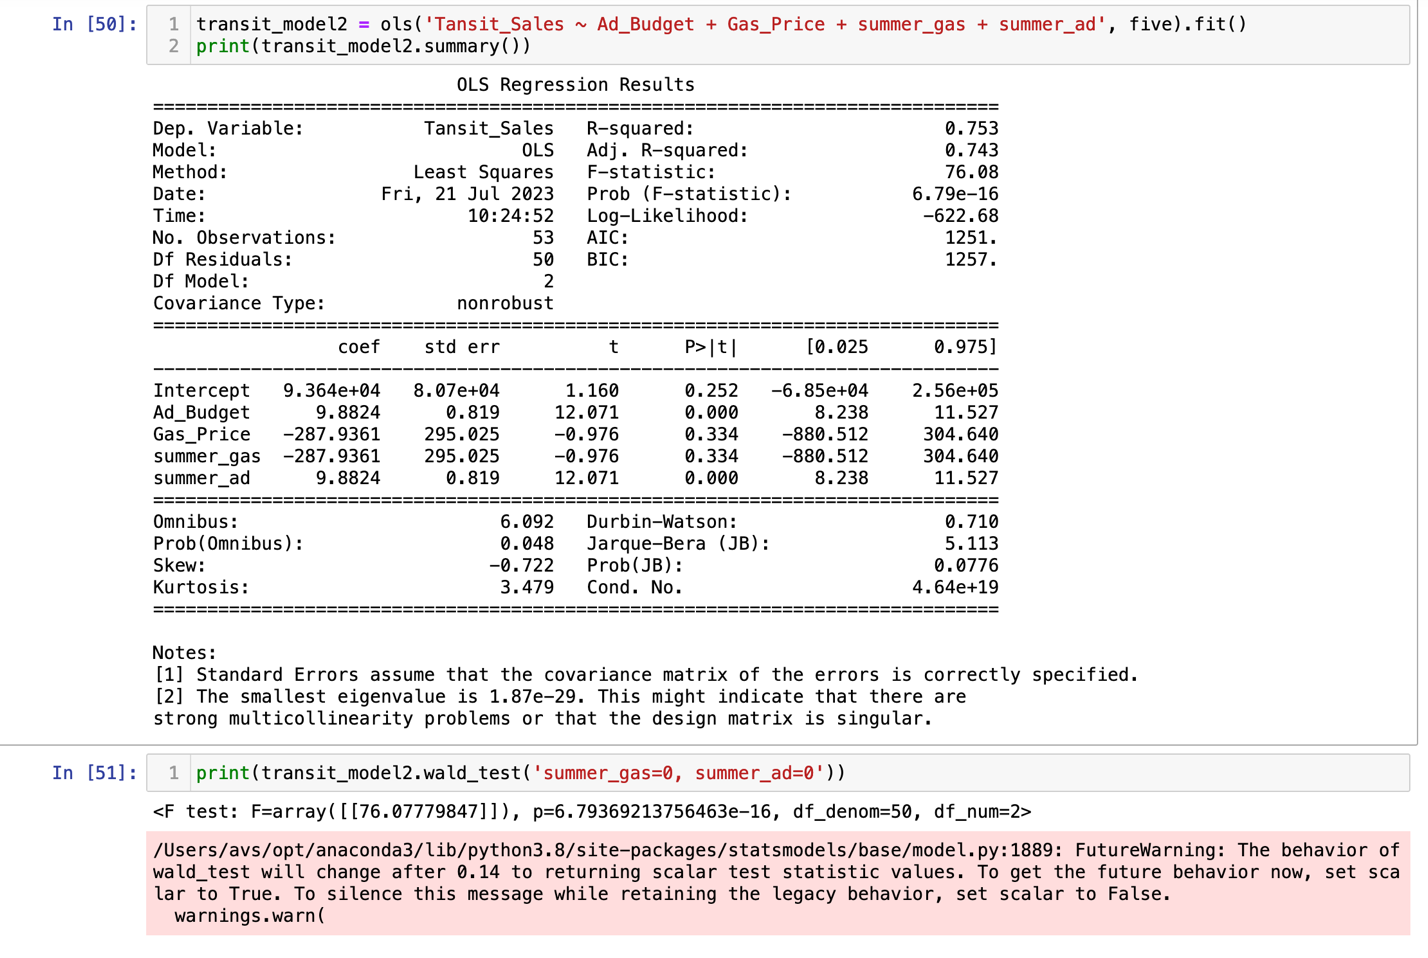 In [50]: 1 transit_model2 = ols('Tansit_Sales ~ Ad_Budget + Gas_Price + summer_gas + summer_ad', five).fit()
2 print(transit_model2.summary())
OLS Regression Results
==============================================================================
Dep. Variable: Tansit_Sales R-squared: 0.753
Model: OLS Adj. R-squared: 0.743
Method: Least Squares F-statistic: 76.08
Date: Fri, 21 Jul 2023 Prob (F-statistic): 6.79e-16
Time: 10:24:52 Log-Likelihood: -622.68
No. Observations: 53 AIC: 1251.
Df Residuals: 50 BIC: 1257.
Df Model: 2
Covariance Type: nonrobust
==============================================================================
coef std err t P>|t| [0.025 0.975]
------------------------------------------------------------------------------
Intercept 9.364e+04 8.07e+04 1.160 0.252 -6.85e+04 2.56e+05
Ad_Budget 9.8824 0.819 12.071 0.000 8.238 11.527
Gas_Price -287.9361 295.025 -0.976 0.334 -880.512 304.640
summer_gas -287.9361 295.025 -0.976 0.334 -880.512 304.640
summer_ad 9.8824 0.819 12.071 0.000 8.238 11.527
==============================================================================
Omnibus: 6.092 Durbin-Watson: 0.710
Prob(Omnibus): 0.048 Jarque-Bera (JB): 5.113
Skew: -0.722 Prob(JB): 0.0776
Kurtosis: 3.479 Cond. No. 4.64e+19
==============================================================================
Notes:
[1] Standard Errors assume that the covariance matrix of the errors is correctly specified.
[2] The smallest eigenvalue is 1.87e-29. This might indicate that there are
strong multicollinearity problems or that the design matrix is singular.
In [51]: 1 print(transit_model2.wald_test('summer_gas=0, summer_ad=0'))
<F test: F=array([[76.07779847]]), p=6.79369213756463e-16, df_denom=50, df_num=2>
/Users/avs/opt/anaconda3/lib/python3.8/site-packages/statsmodels/base/model.py:1889: FutureWarning: The behavior of
wald_test will change after 0.14 to returning scalar test statistic values. To get the future behavior now, set sca
lar to True. To silence this message while retaining the legacy behavior, set scalar to False.
warnings.warn(